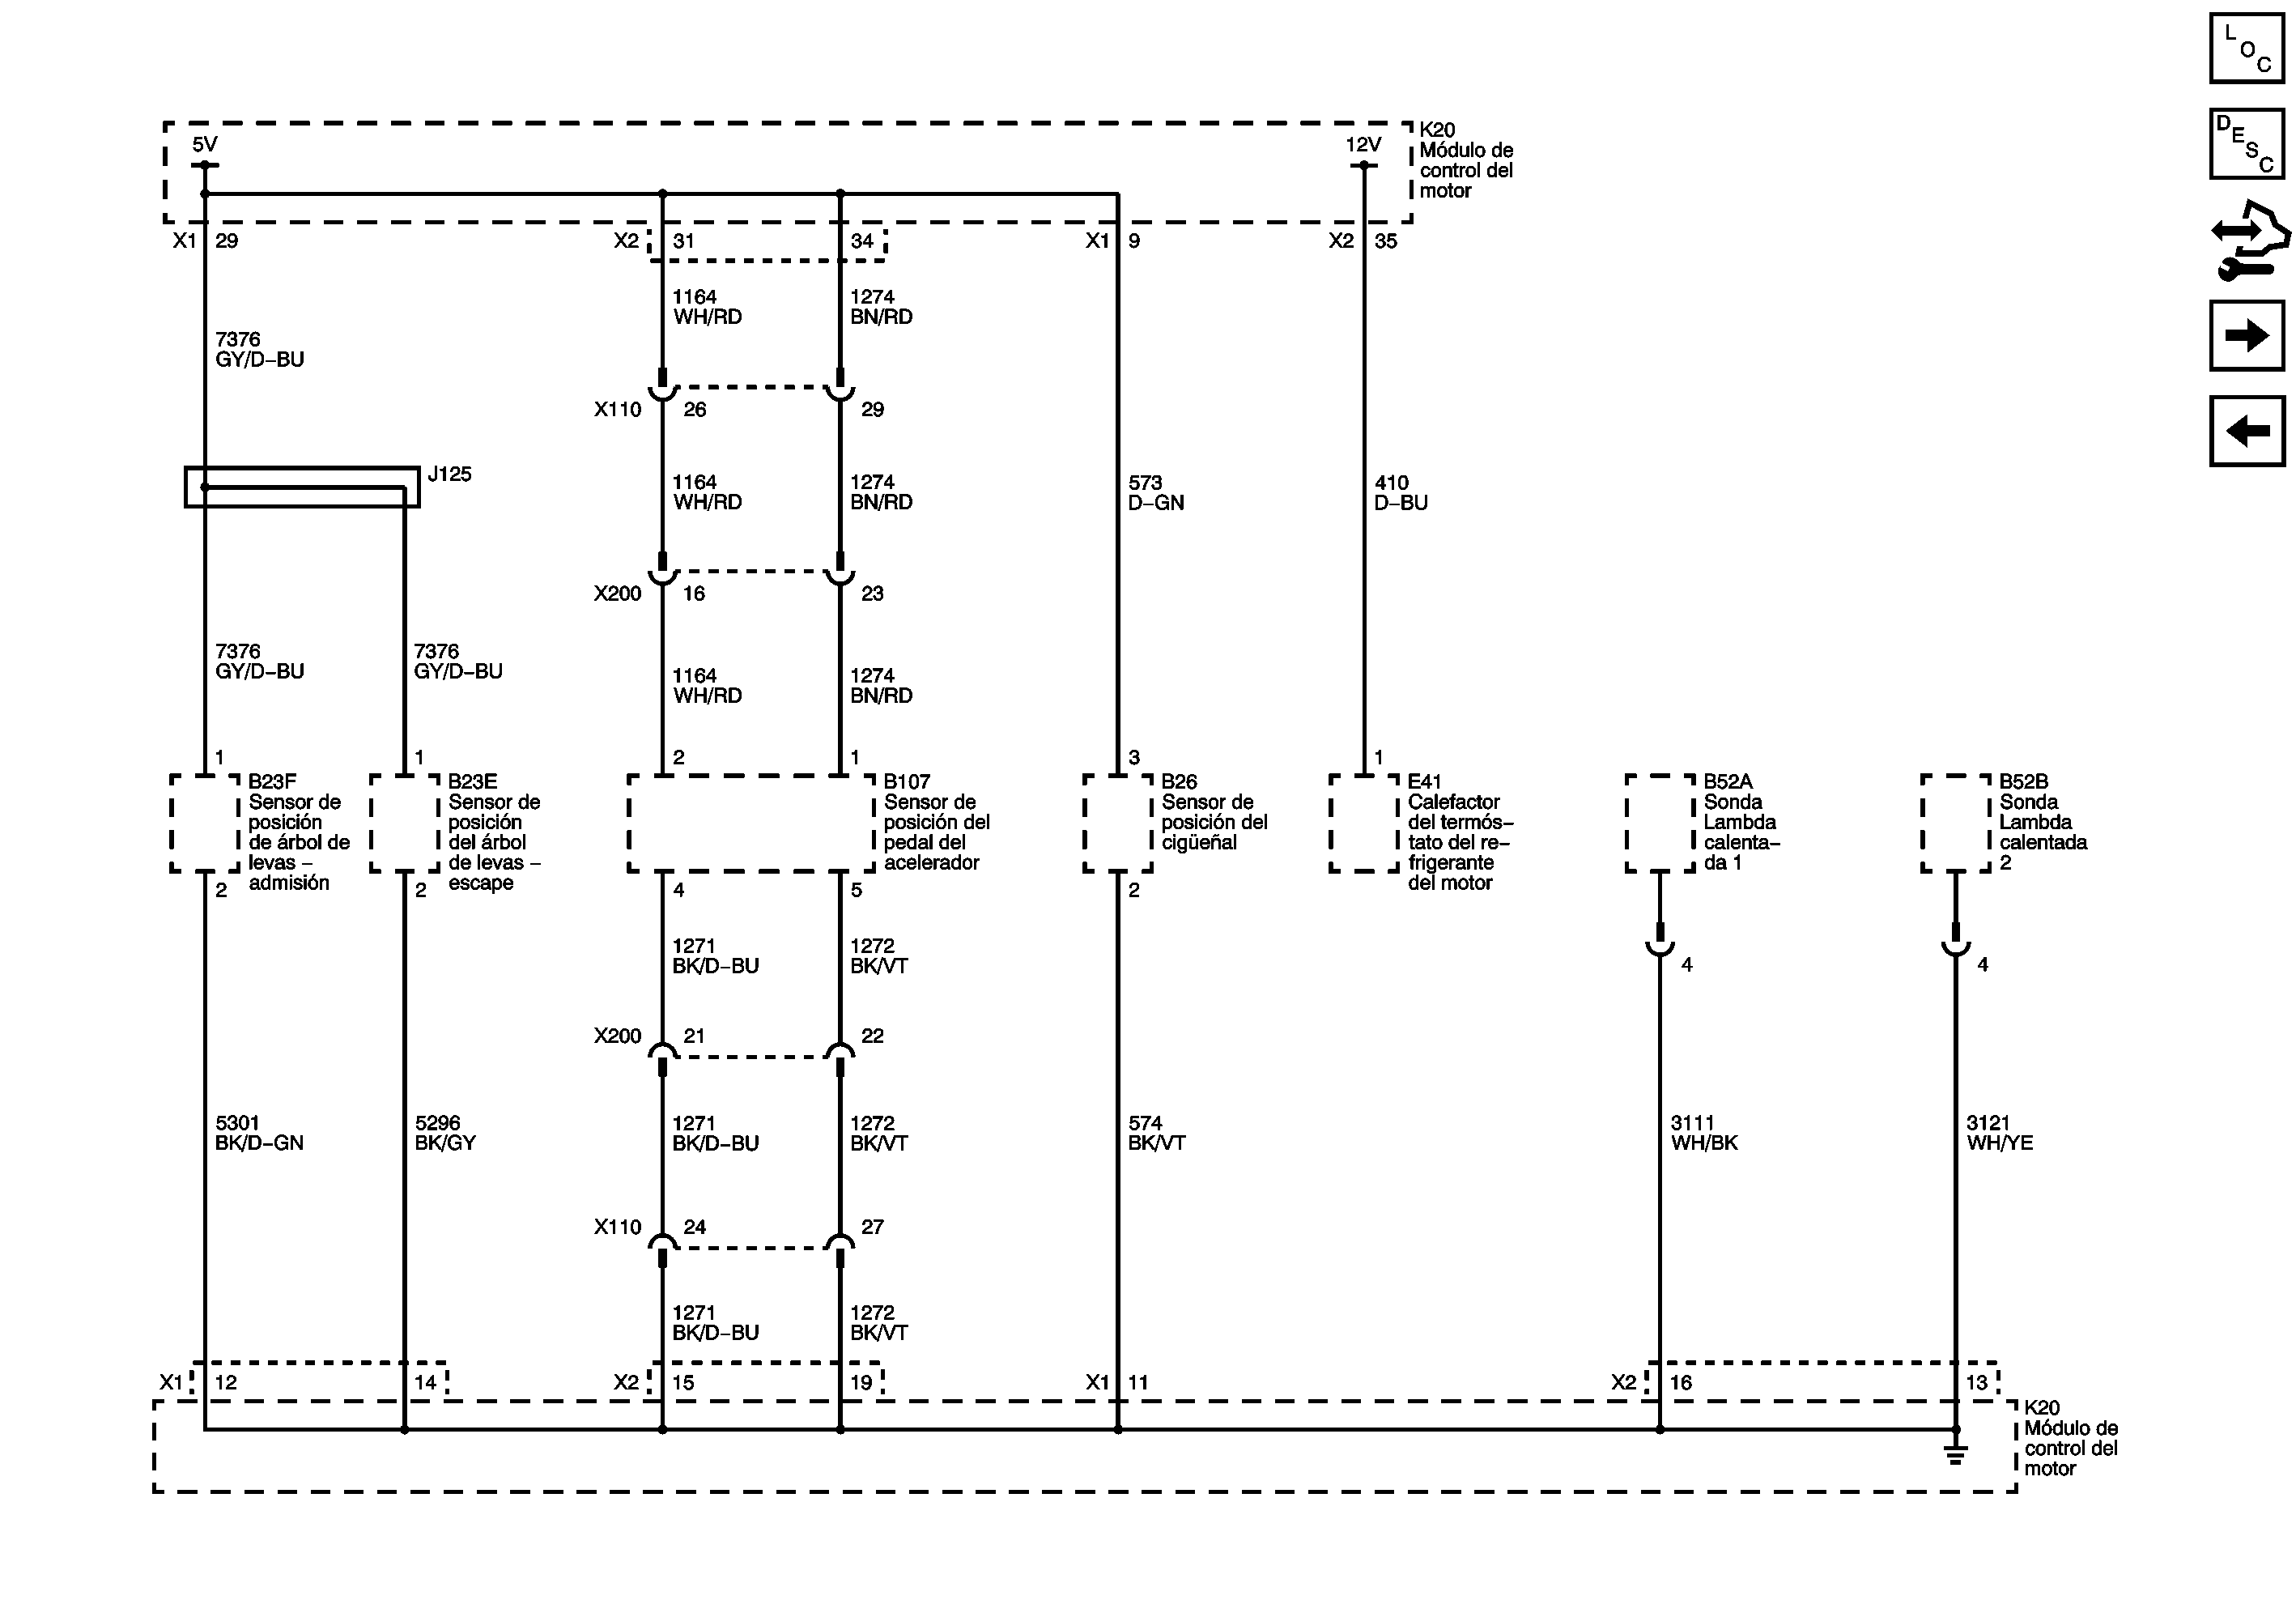 L
O
C
D
E
S
C
5V
12V
K20
Módulo de
control del
motor
X1 29
X2 31
34
X1 9
X2 35
1164
WH/RD
1274
BN/RD
7376
GY/D–BU
X110 26
29
J125
1164
WH/RD
1274
BN/RD
573
D–GN
410
D–BU
X200 16
23
7376
GY/D–BU
7376
GY/D–BU
1164
WH/RD
1274
BN/RD
1
1
2
1
3
1
B23F
Sensor de
posición
de árbol de
levas –
admisión
B23E
Sensor de
posición
del árbol
de levas –
escape
B107
Sensor de
posición del
pedal del
acelerador
B26
Sensor de
posición del
cigüeñal
E41
Calefactor
del termós–
tato del re–
frigerante
del motor
B52A
Sonda
Lambda
calenta–
da 1
B52B
Sonda
Lambda
calentada
2
2
2
4
5
2
1271
BK/D–BU
1272
BK/VT
4
4
X200 21
22
5301
BK/D–GN
5296
BK/GY
1271
BK/D–BU
1272
BK/VT
574
BK/VT
3111
WH/BK
3121
WH/YE
X110 24
27
1271
BK/D–BU
1272
BK/VT
X1 12
14
X2 15
19
X1 11
X2 16
13
K20
Módulo de
control del
motor